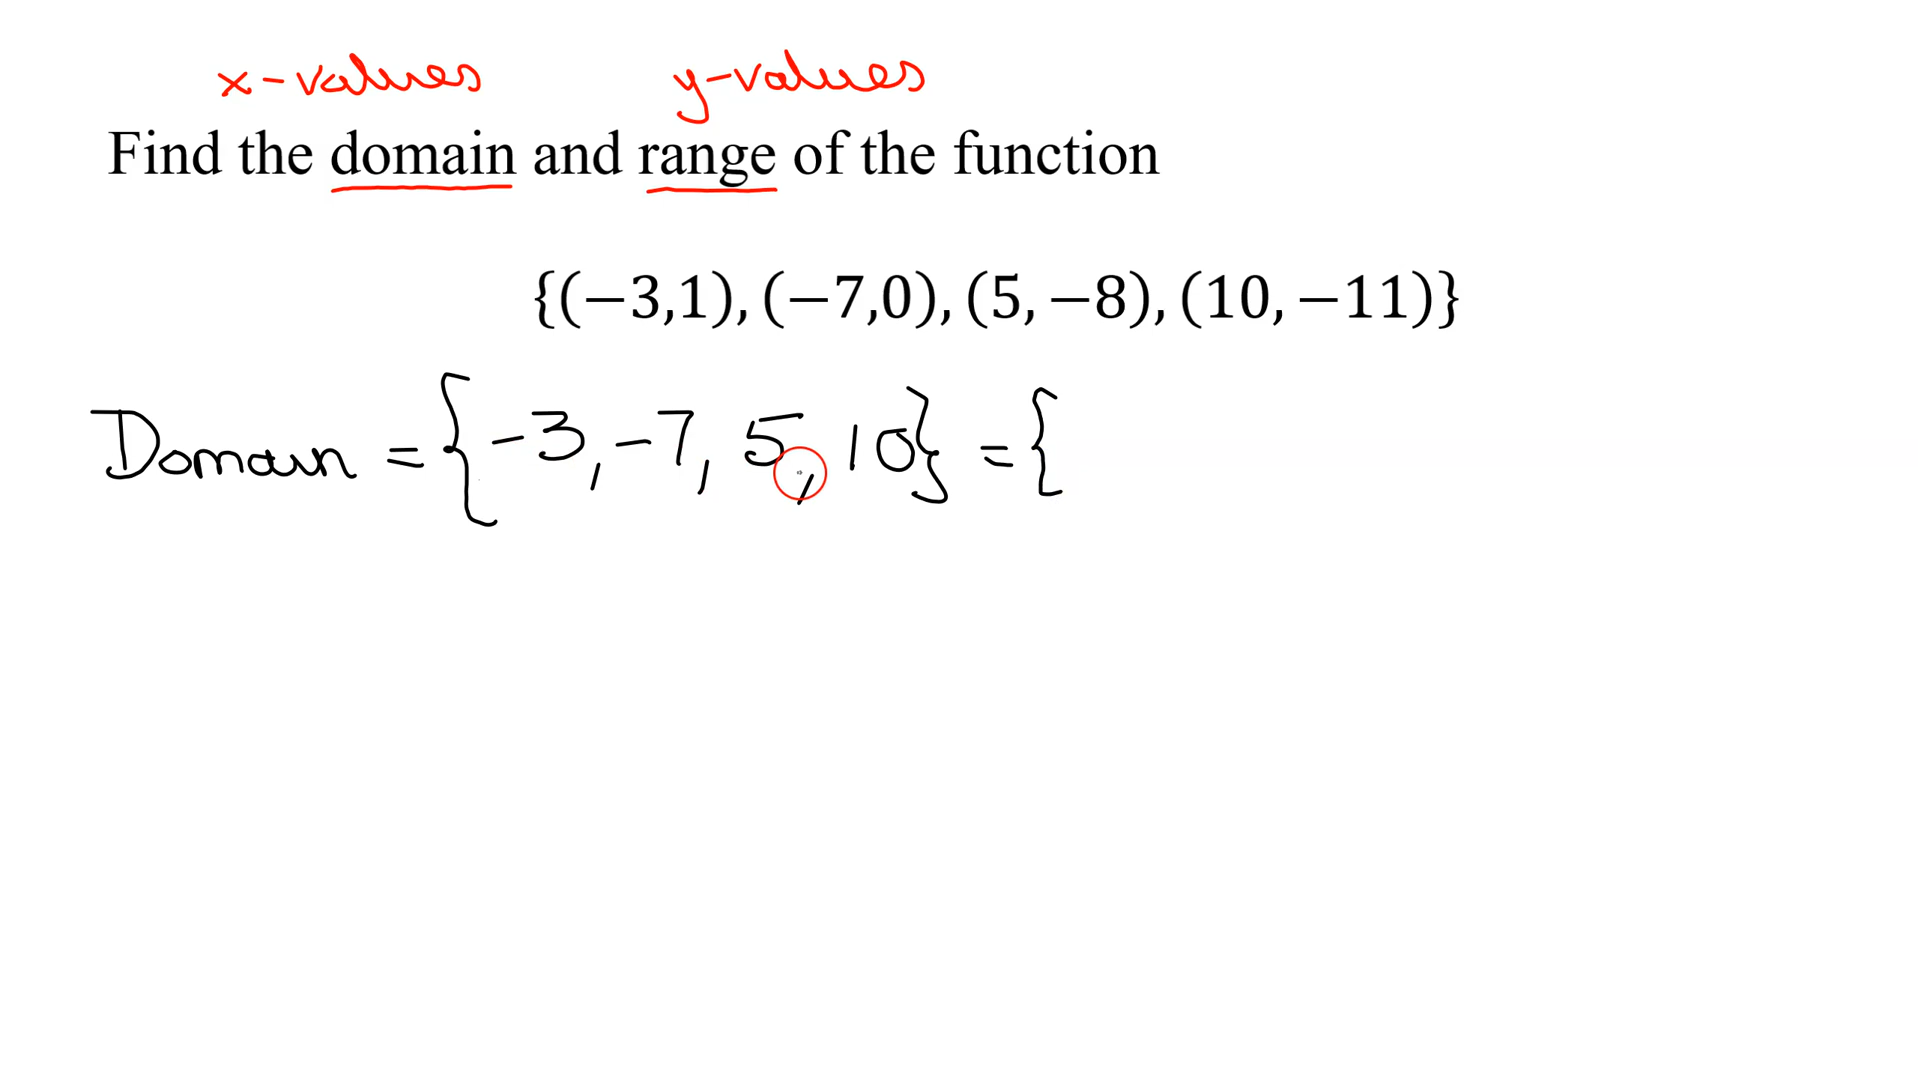 x-values y-values
Find the domain and range of the function
{(−3,1), (−7,0), (5, −8), (10, −11)}
Domain = {-3, -7, 5, 10} = {